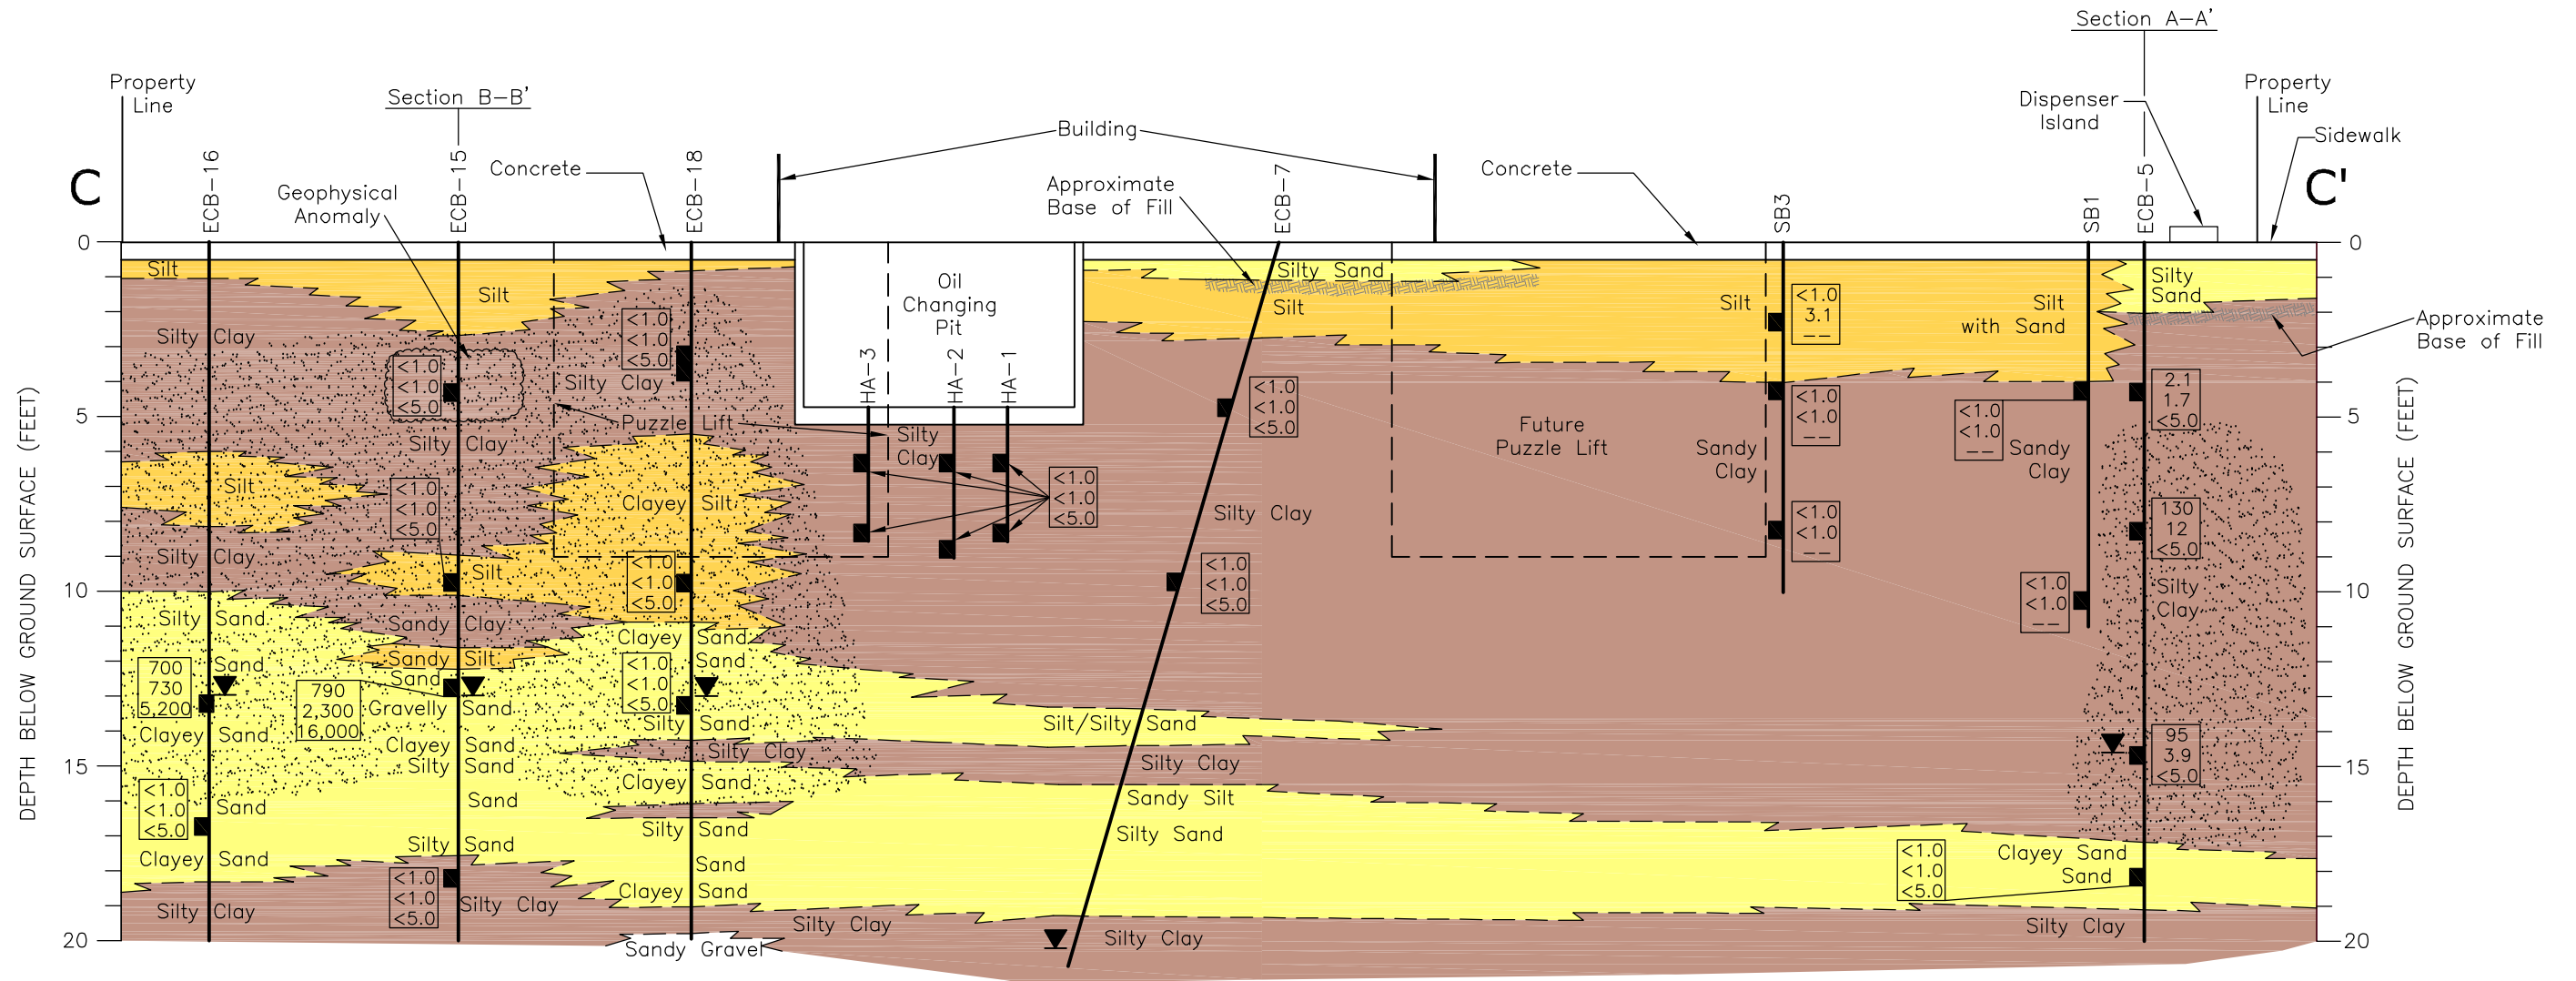 Section A-A'
Property
Line
Section B-B'
Concrete
Geophysical
Anomaly
Building
Approximate
Base of Fill
Concrete
Dispenser
Island
Property
Line
Sidewalk
C
C'
ECB-16
ECB-15
ECB-18
ECB-7
SB3
SB1
ECB-5
DEPTH BELOW GROUND SURFACE (FEET)
0
5
10
15
20
Silt
Silty Clay
Silt
Silty Clay
Silty Sand
Sand
700
730
5,200
Clayey Sand
<1.0
<1.0
<5.0
Sand
Clayey Sand
Silty Clay
Silt
<1.0
<1.0
<5.0
Silty Clay
<1.0
<1.0
<5.0
Silt
Sandy Clay
Sandy Silt
Sand
790
2,300
16,000
Gravelly Sand
Clayey Sand
Silty Sand
Sand
Silty Sand
<1.0
<1.0
<5.0
Silty Clay
<1.0
<1.0
<5.0
Silty Clay
Puzzle Lift
Clayey Silt
<1.0
<1.0
<5.0
Clayey Sand
Sand
<1.0
<1.0
<5.0
Silty Sand
Silty Clay
Clayey Sand
Silty Sand
Sand
Clayey Sand
Sandy Gravel
Silty Clay
Oil
Changing
Pit
HA-3
HA-2
HA-1
Silty
Clay
<1.0
<1.0
<5.0
Silty Sand
Silt
<1.0
<1.0
<5.0
Silty Clay
<1.0
<1.0
<5.0
Silt/Silty Sand
Silty Clay
Sandy Silt
Silty Sand
Silty Clay
Future
Puzzle Lift
Silt
<1.0
3.1
--
<1.0
<1.0
--
Sandy
Clay
<1.0
<1.0
--
Silt
with Sand
<1.0
<1.0
--
Sandy
Clay
<1.0
<1.0
--
Silty
Sand
2.1
1.7
<5.0
130
12
<5.0
Silty
Clay
95
3.9
<5.0
<1.0
<1.0
<5.0
Clayey Sand
Sand
Silty Clay
Approximate
Base of Fill
0
5
10
15
20
DEPTH BELOW GROUND SURFACE (FEET)